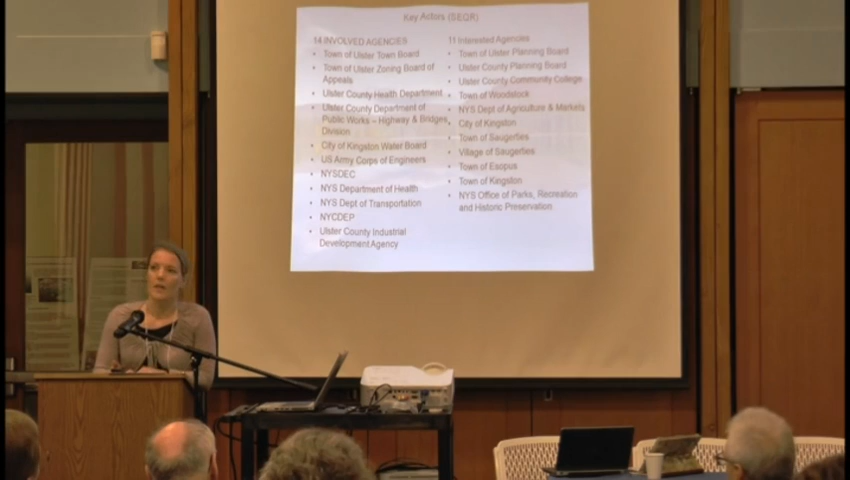 Key Actors (SEQR)
14 INVOLVED AGENCIES
• Town of Ulster Town Board
• Town of Ulster Zoning Board of
Appeals
• Ulster County Health Department
• Ulster County Department of
Public Works – Highway & Bridges
Division
• City of Kingston Water Board
• US Army Corps of Engineers
• NYSDEC
• NYS Department of Health
• NYS Dept of Transportation
• NYCDEP
• Ulster County Industrial
Development Agency
11 Interested Agencies
• Town of Ulster Planning Board
• Ulster County Planning Board
• Ulster County Community College
• Town of Woodstock
• NYS Dept of Agriculture & Markets
• City of Kingston
• Town of Saugerties
• Village of Saugerties
• Town of Esopus
• Town of Kingston
• NYS Office of Parks, Recreation
and Historic Preservation